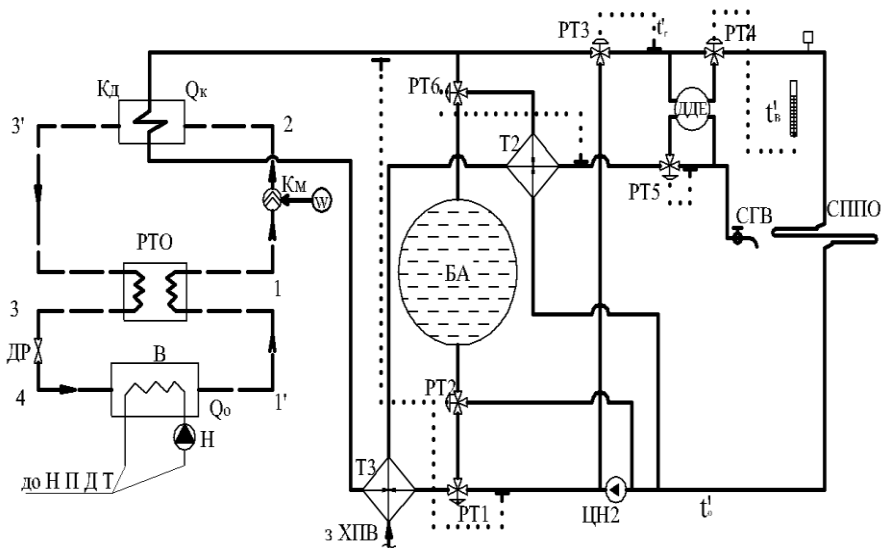 РТ3
t'г
РТ4
Кд
Qк
РТ6
3'
2
ДДЕ
t'в
Т2
Км
W
РТ5
СГВ
СППО
РТО
БА
3
1
ДР
В
РТ2
4
Qо
1'
Н
Т3
до Н П Д Т
РТ1
ЦН2
t'о
з ХПВ